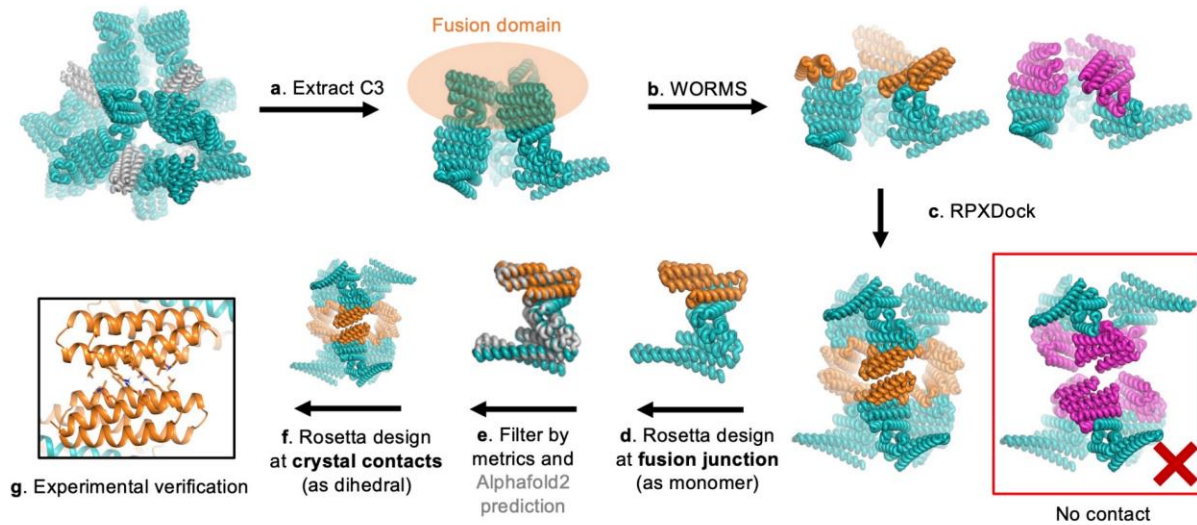 Fusion domain
a. Extract C3
b. WORMS
c. RPXDock
No contact
d. Rosetta design
at fusion junction
(as monomer)
e. Filter by
metrics and
Alphafold2
prediction
f. Rosetta design
at crystal contacts
(as dihedral)
g. Experimental verification